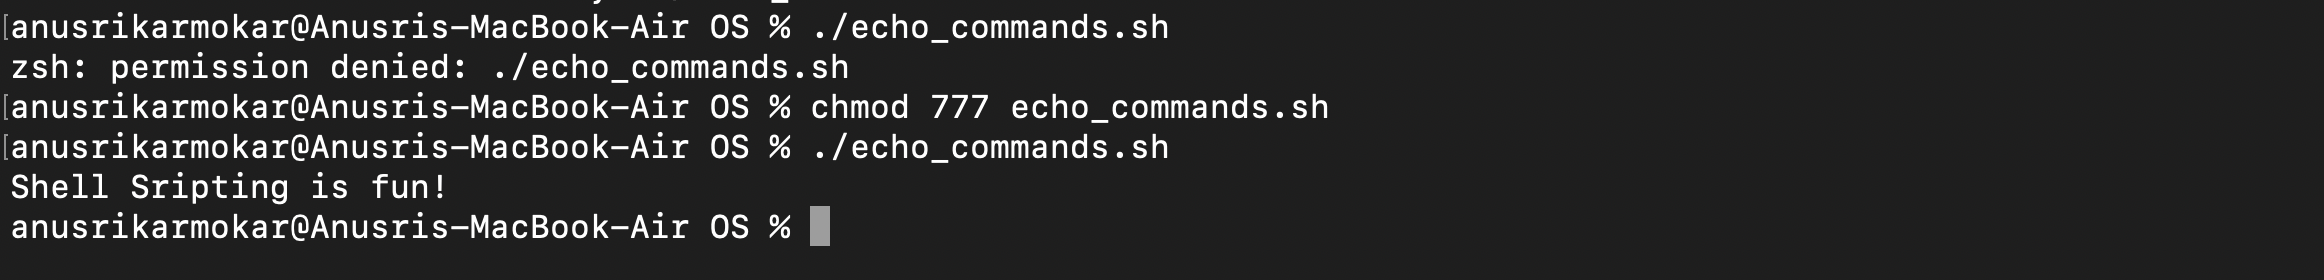 [anusrikarmokar@Anusris-MacBook-Air OS % ./echo_commands.sh
zsh: permission denied: ./echo_commands.sh
[anusrikarmokar@Anusris-MacBook-Air OS % chmod 777 echo_commands.sh
[anusrikarmokar@Anusris-MacBook-Air OS % ./echo_commands.sh
Shell Sripting is fun!
anusrikarmokar@Anusris-MacBook-Air OS %